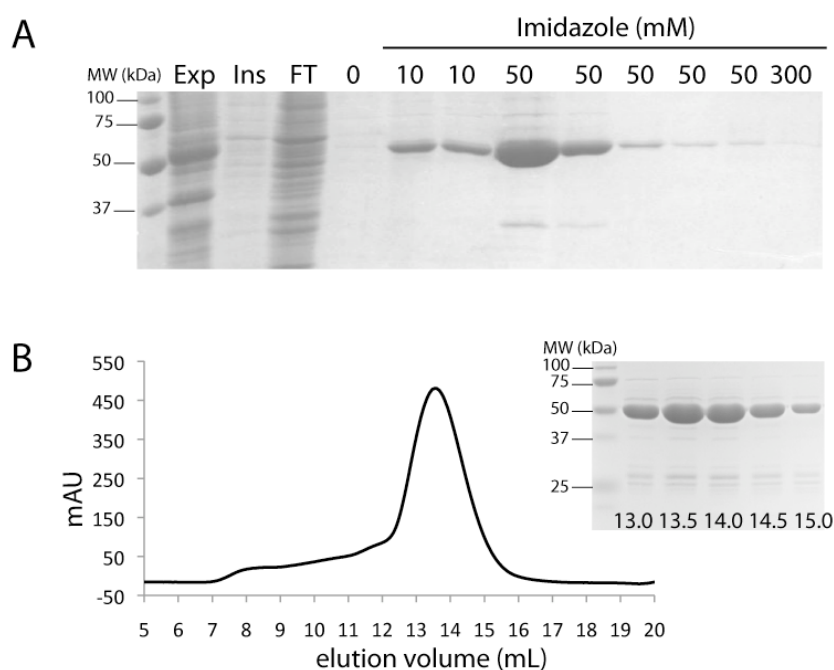 A
Imidazole (mM)
MW (kDa) Exp Ins FT 0 10 10 50 50 50 50 50 300
100
75
50
37
B
550
450
350
250
150
50
-50
mAU
5 6 7 8 9 10 11 12 13 14 15 16 17 18 19 20
elution volume (mL)
MW (kDa)
100
75
50
37
25
13.0 13.5 14.0 14.5 15.0